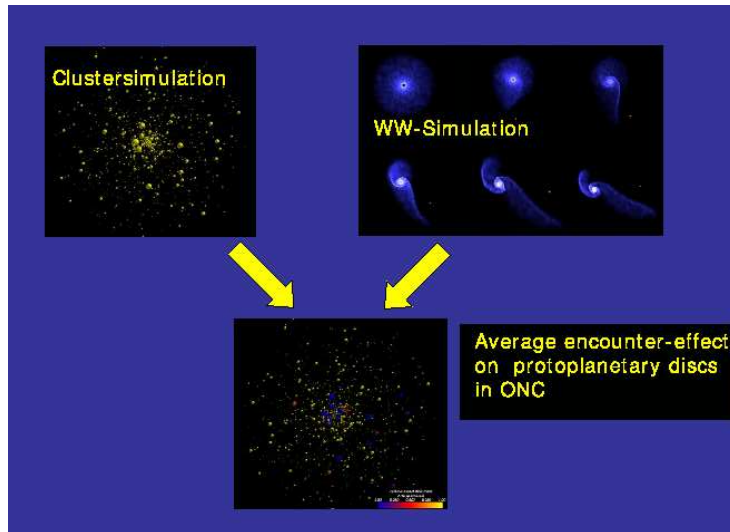 Clustersimulation
WW-Simulation
Average encounter-effect
on protoplanetary discs
in ONC